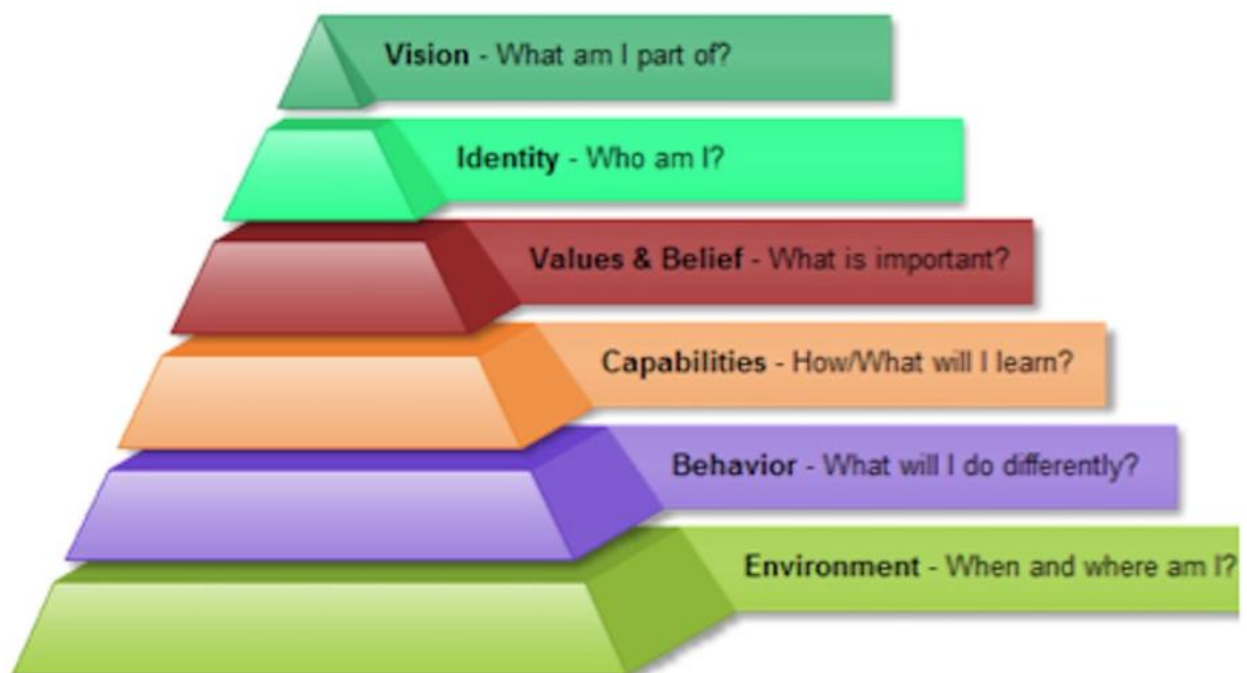 Vision - What am I part of?
Identity - Who am I?
Values & Belief - What is important?
Capabilities - How/What will I learn?
Behavior - What will I do differently?
Environment - When and where am I?